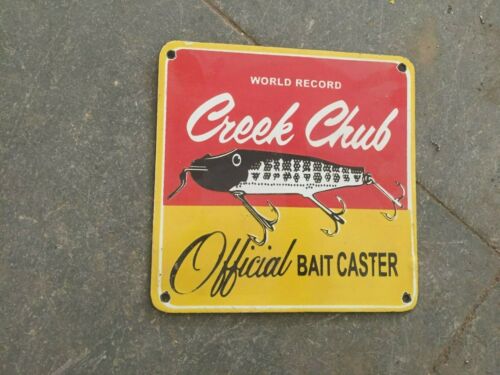 WORLD RECORD
Creek Chub
Official BAIT CASTER